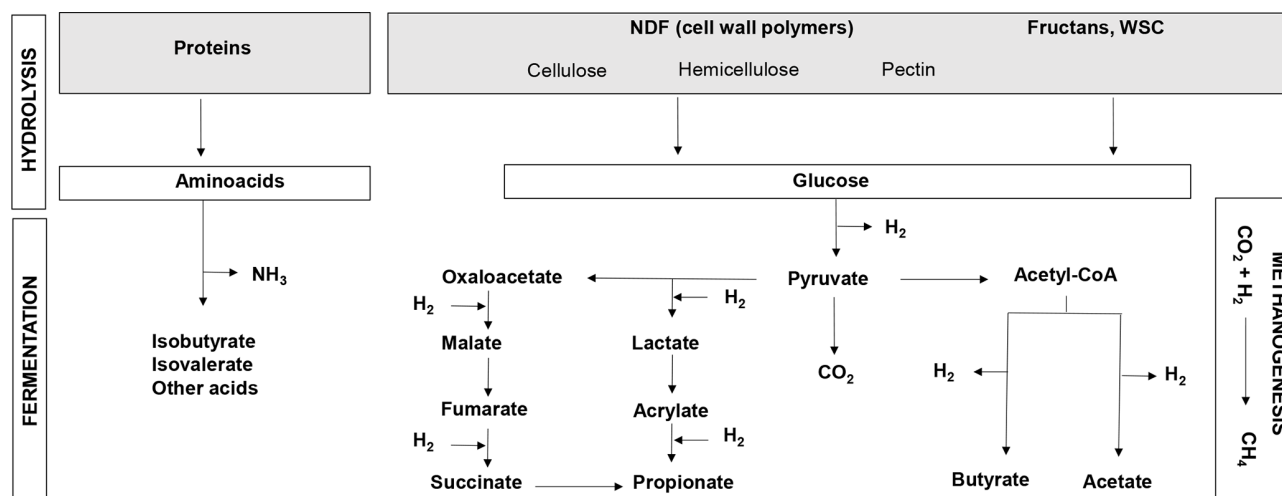 HYDROLYSIS
Proteins
NDF (cell wall polymers)
Fructans, WSC
Cellulose
Hemicellulose
Pectin
Aminoacids
Glucose
FERMENTATION
NH₃
Isobutyrate
Isovalerate
Other acids
H₂
Oxaloacetate
Pyruvate
Acetyl-CoA
H₂
H₂
Malate
Lactate
CO₂
H₂
H₂
Fumarate
Acrylate
H₂
H₂
Succinate
Propionate
Butyrate
Acetate
METHANOGENESIS
CO₂ + H₂
CH₄